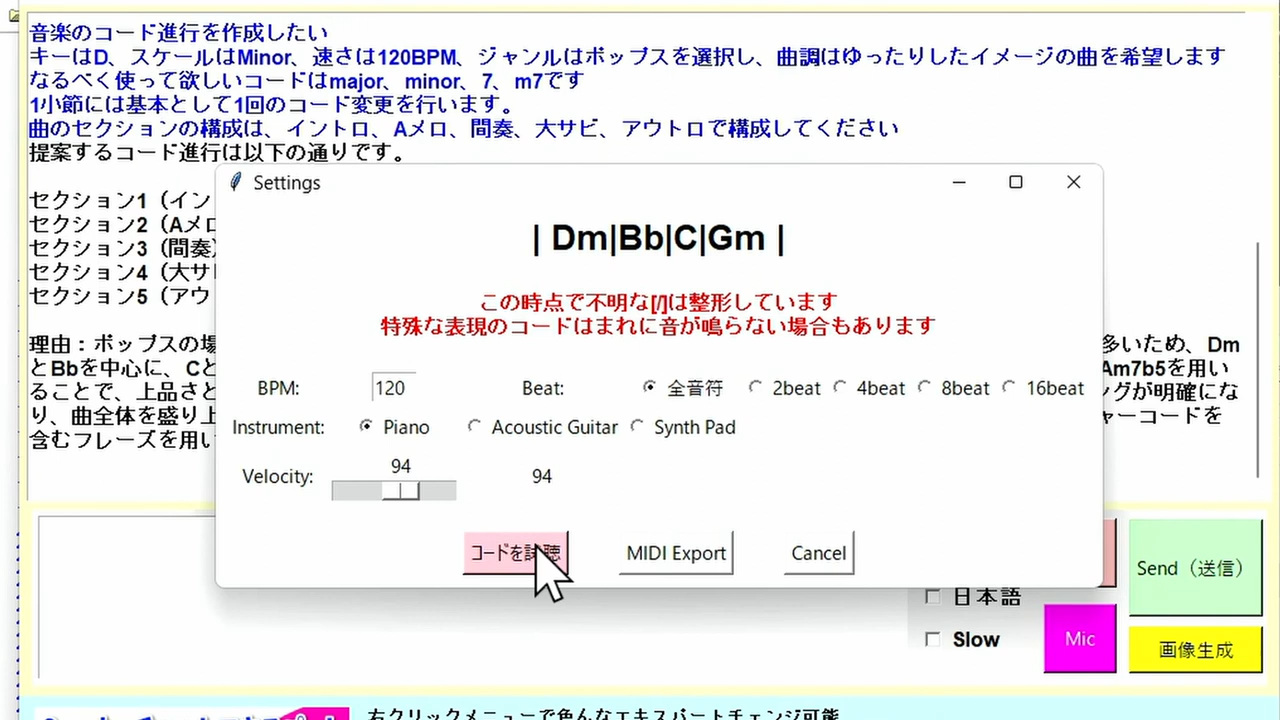 音楽のコード進行を作成したい
キーはD、スケールはMinor、速さは120BPM、ジャンルはポップスを選択し、曲調はゆったりしたイメージの曲を希望します
なるべく使って欲しいコードはmajor、minor、7、m7です
1小節には基本として1回のコード変更を行います。
曲のセクションの構成は、イントロ、Aメロ、間奏、大サビ、アウトロで構成してください
提案するコード進行は以下の通りです。
セクション1（イン
セクション2（Aメロ
セクション3（間奏）
セクション4（大サ
セクション5（アウ
理由：ポップスの場 多いため、Dm
とBbを中心に、Cと Am7b5を用い
ることで、上品さと ングが明確にな
り、曲全体を盛り上 ャーコードを
含むフレーズを用い
Settings
| Dm|Bb|C|Gm |
この時点で不明な[/]は整形しています
特殊な表現のコードはまれに音が鳴らない場合もあります
BPM: 120 Beat: 全音符 2beat 4beat 8beat 16beat
Instrument: Piano Acoustic Guitar Synth Pad
Velocity: 94 94
コードを試聴 MIDI Export Cancel
Send（送信）
日本語
Slow
Mic
画像生成
右クリックメニューで色んなエキスパートチェンジ可能